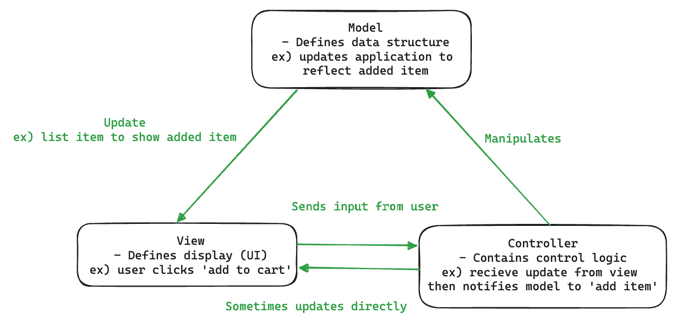 Model
- Defines data structure
ex) updates application to
reflect added item
Update
ex) list item to show added item
Manipulates
Sends input from user
View
- Defines display (UI)
ex) user clicks 'add to cart'
Controller
- Contains control logic
ex) recieve update from view
then notifies model to 'add item'
Sometimes updates directly